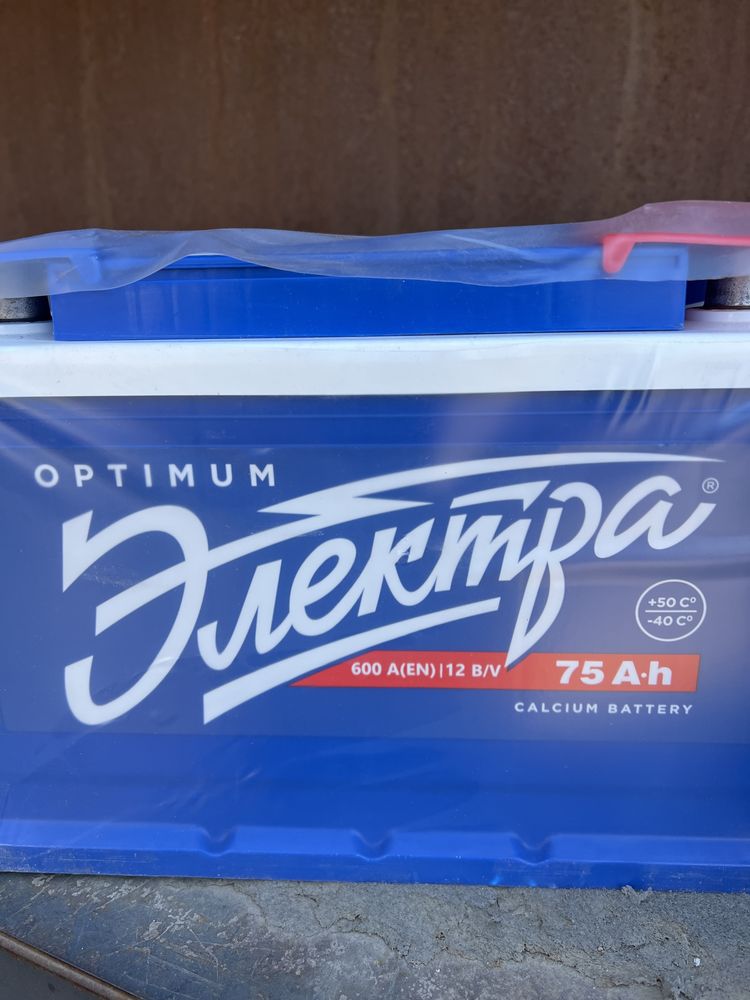 OPTIMUM
Электра ®
+50 C°
-40 C°
600 A(EN)|12 B/V
75 A·h
CALCIUM BATTERY